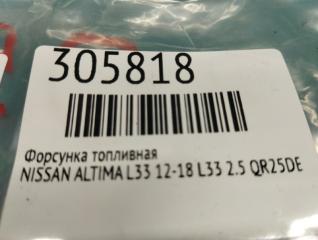 305818
Форсунка топливная
NISSAN ALTIMA L33 12-18 L33 2.5 QR25DE